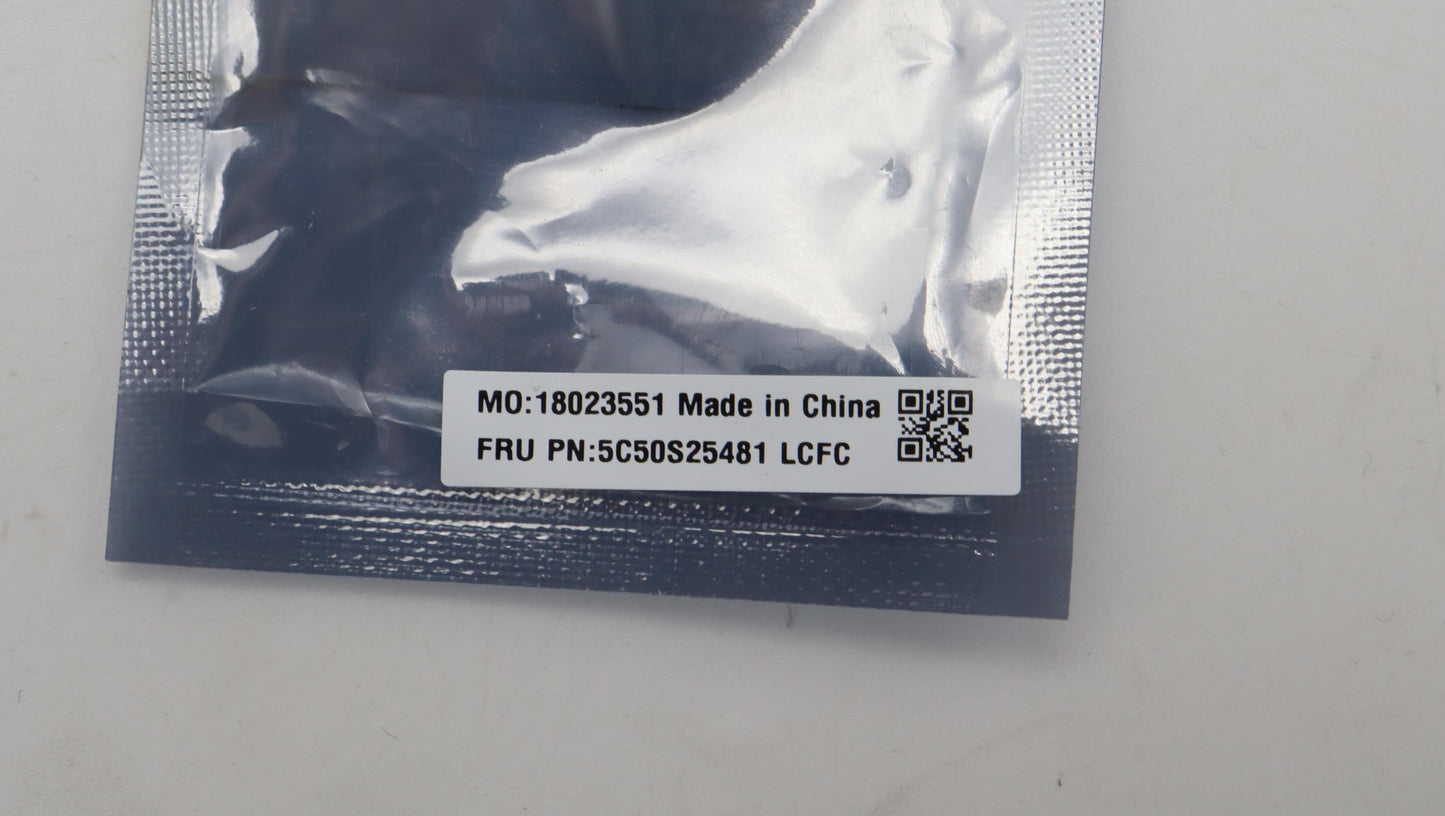 MO:18023551 Made in China
FRU PN:5C50S25481 LCFC